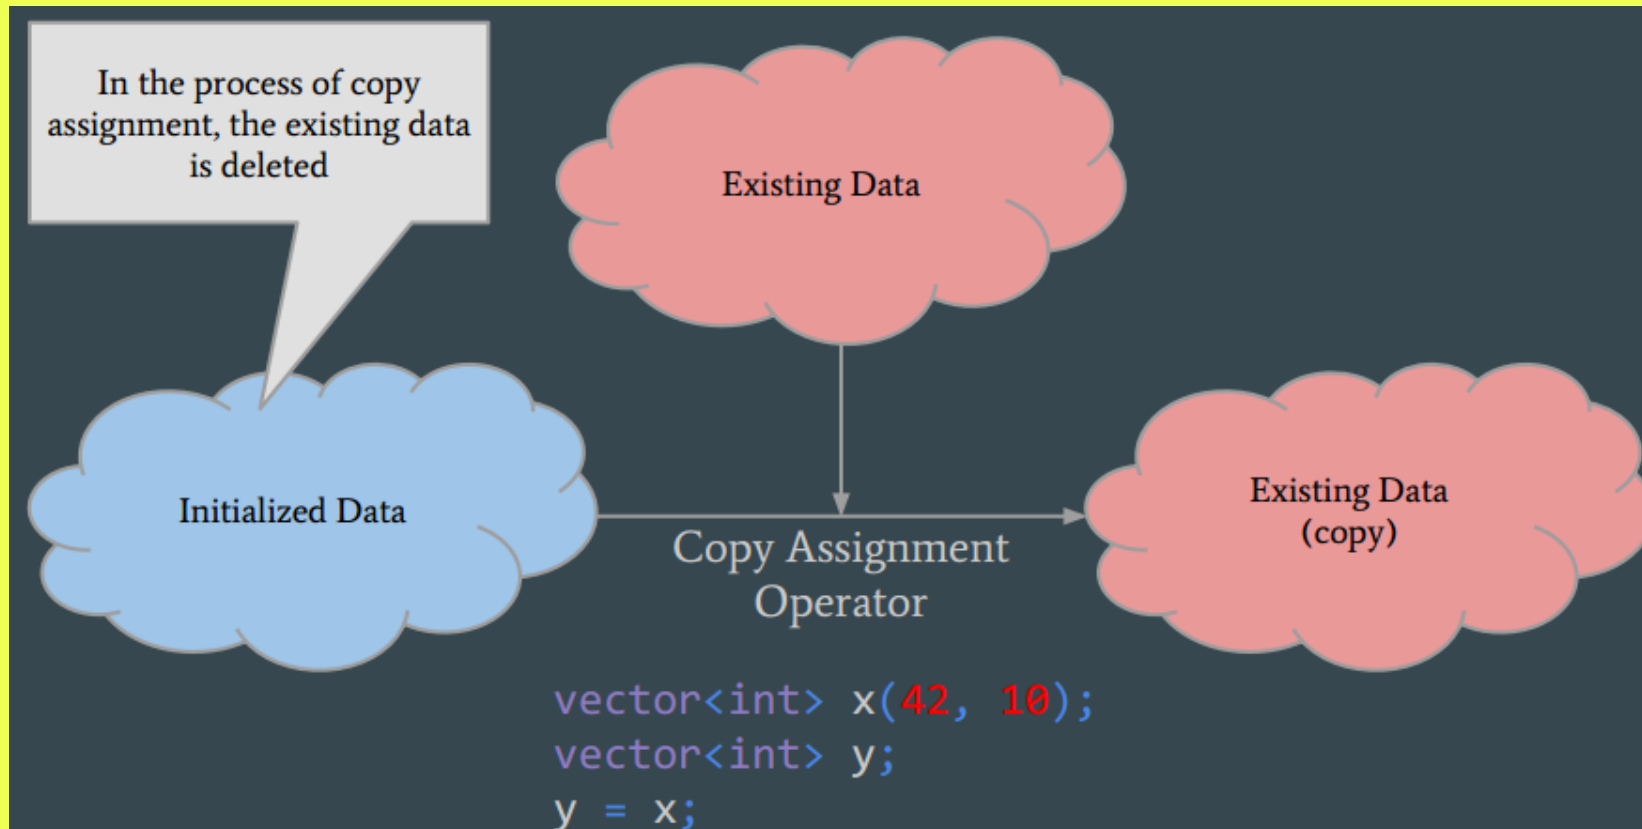 In the process of copy
assignment, the existing data
is deleted
Existing Data
Initialized Data
Existing Data
(copy)
Copy Assignment
Operator
vector<int> x(42, 10);
vector<int> y;
y = x;